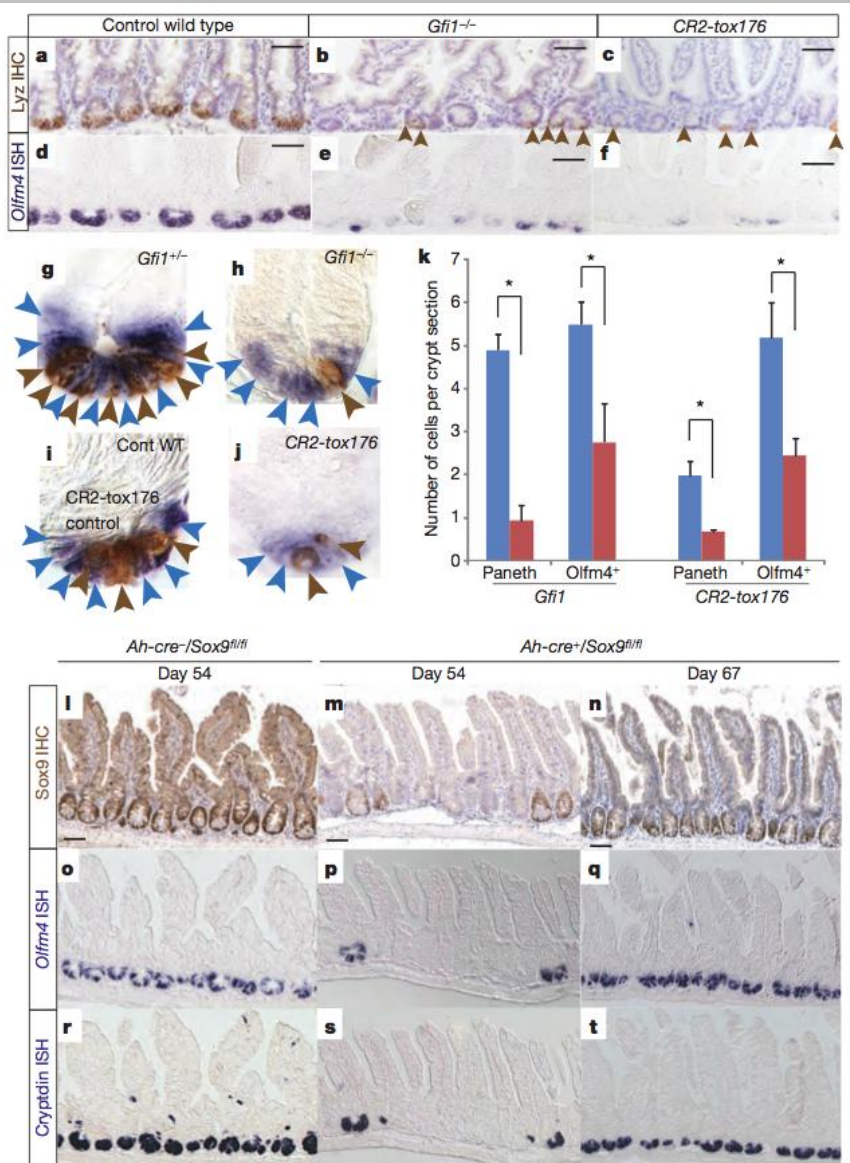 Control wild type
Gfi1–/–
CR2-tox176
Lyz IHC
a
b
c
Olfm4 ISH
d
e
f
g
Gfi1+/–
h
Gfi1–/–
i
Cont WT
CR2-tox176
control
j
CR2-tox176
k
Number of cells per crypt section
7
6
5
4
3
2
1
0
*
*
*
*
Paneth
Olfm4+
Paneth
Olfm4+
Gfi1
CR2-tox176
Ah-cre–/Sox9fl/fl
Ah-cre+/Sox9fl/fl
Day 54
Day 54
Day 67
Sox9 IHC
l
m
n
Olfm4 ISH
o
p
q
Cryptdin ISH
r
s
t